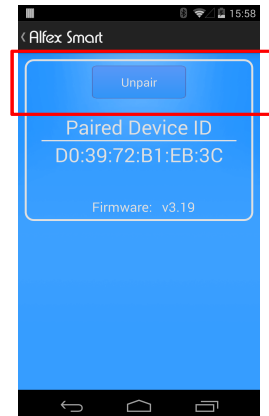 15:58
Alfex Smart
Unpair
Paired Device ID
D0:39:72:B1:EB:3C
Firmware: v3.19